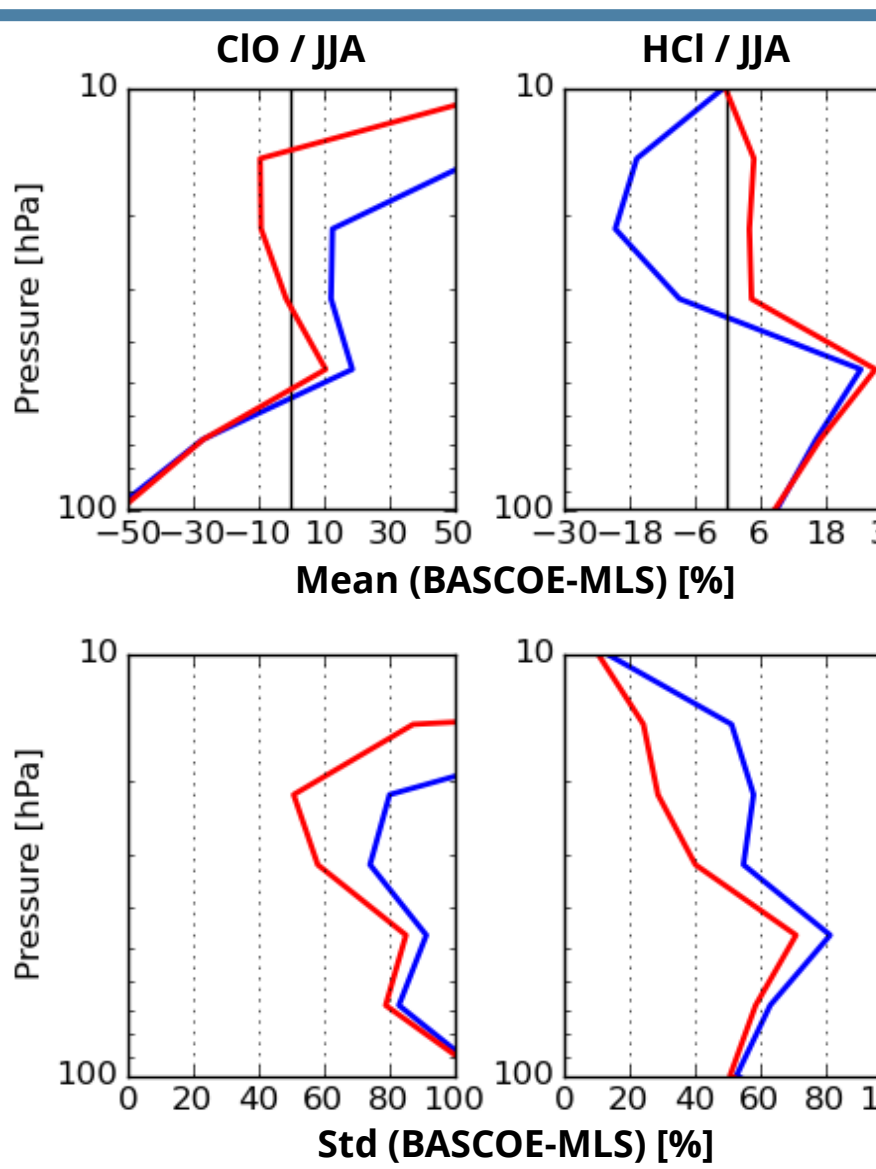 ClO / JJA HCl / JJA
10
Pressure [hPa]
100
−50 −30 −10 10 30 50 −30 −18 −6 6 18 3
Mean (BASCOE-MLS) [%]
10 10
Pressure [hPa]
100 100
0 20 40 60 80 100 0 20 40 60 80 1
Std (BASCOE-MLS) [%]